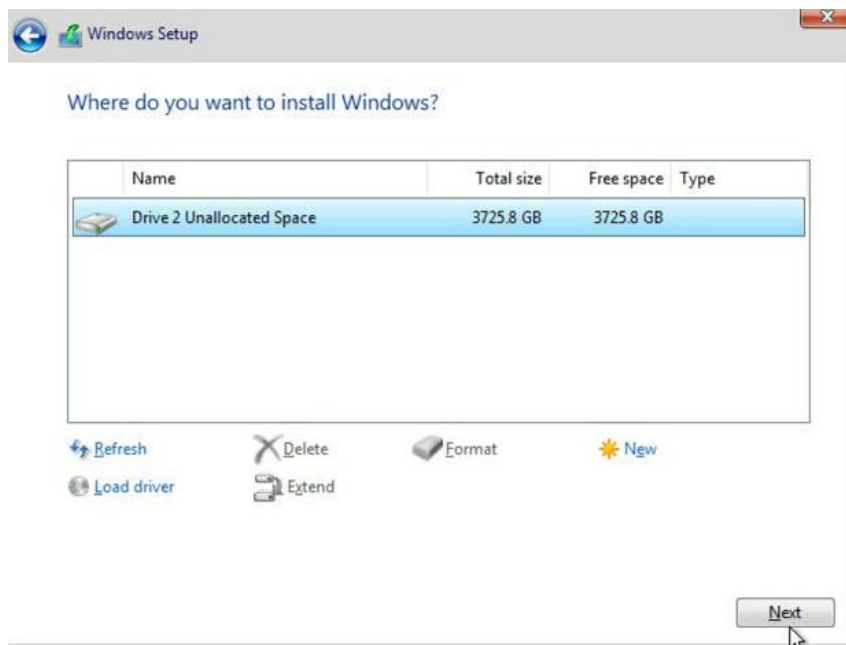 Windows Setup
Where do you want to install Windows?
Name Total size Free space Type
Drive 2 Unallocated Space 3725.8 GB 3725.8 GB
Refresh Delete Format New
Load driver Extend
Next